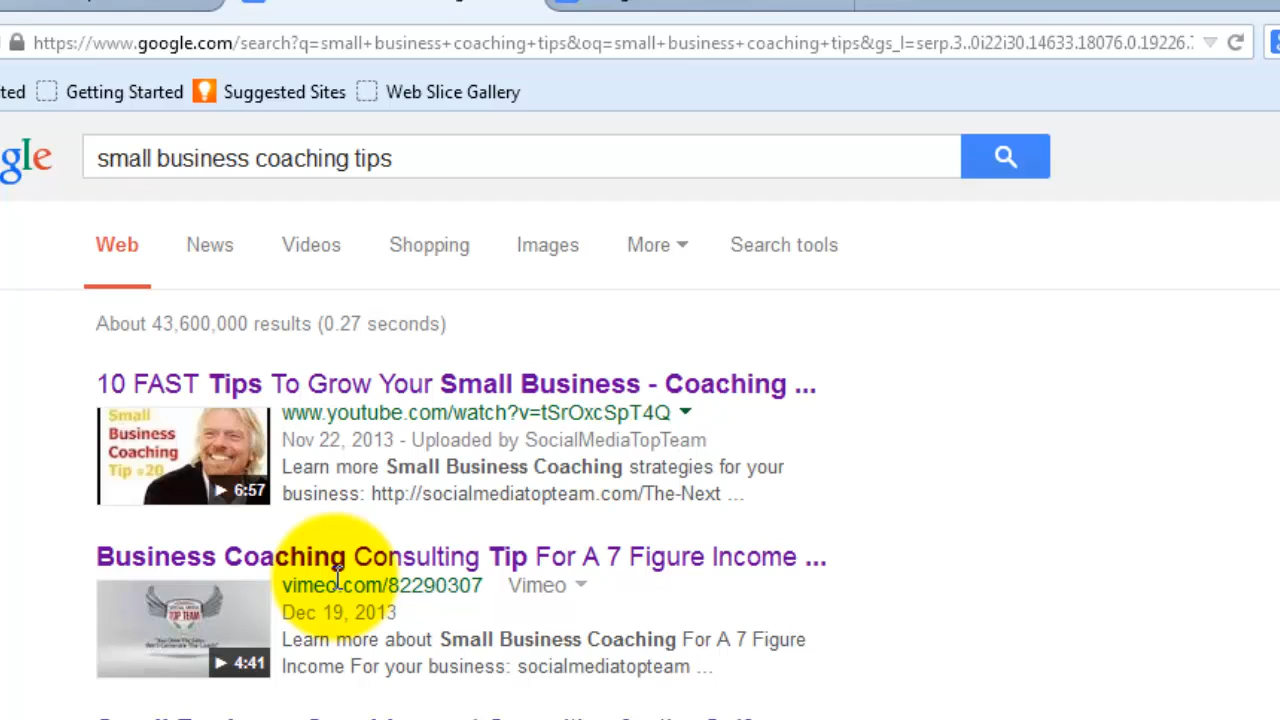 https://www.google.com/search?q=small+business+coaching+tips&oq=small+business+coaching+tips&gs_l=serp.3..0i22i30.14633.18076.0.19226.
ted Getting Started Suggested Sites Web Slice Gallery
gle small business coaching tips
Web News Videos Shopping Images More Search tools
About 43,600,000 results (0.27 seconds)
10 FAST Tips To Grow Your Small Business - Coaching ...
www.youtube.com/watch?v=tSrOxcSpT4Q
Nov 22, 2013 - Uploaded by SocialMediaTopTeam
Learn more Small Business Coaching strategies for your
business: http://socialmediatopteam.com/The-Next ...
Small
Business
Coaching
Tip #20
6:57
Business Coaching Consulting Tip For A 7 Figure Income ...
vimeo.com/82290307 Vimeo
Dec 19, 2013
Learn more about Small Business Coaching For A 7 Figure
Income For your business: socialmediatopteam ...
TOP TEAM
4:41